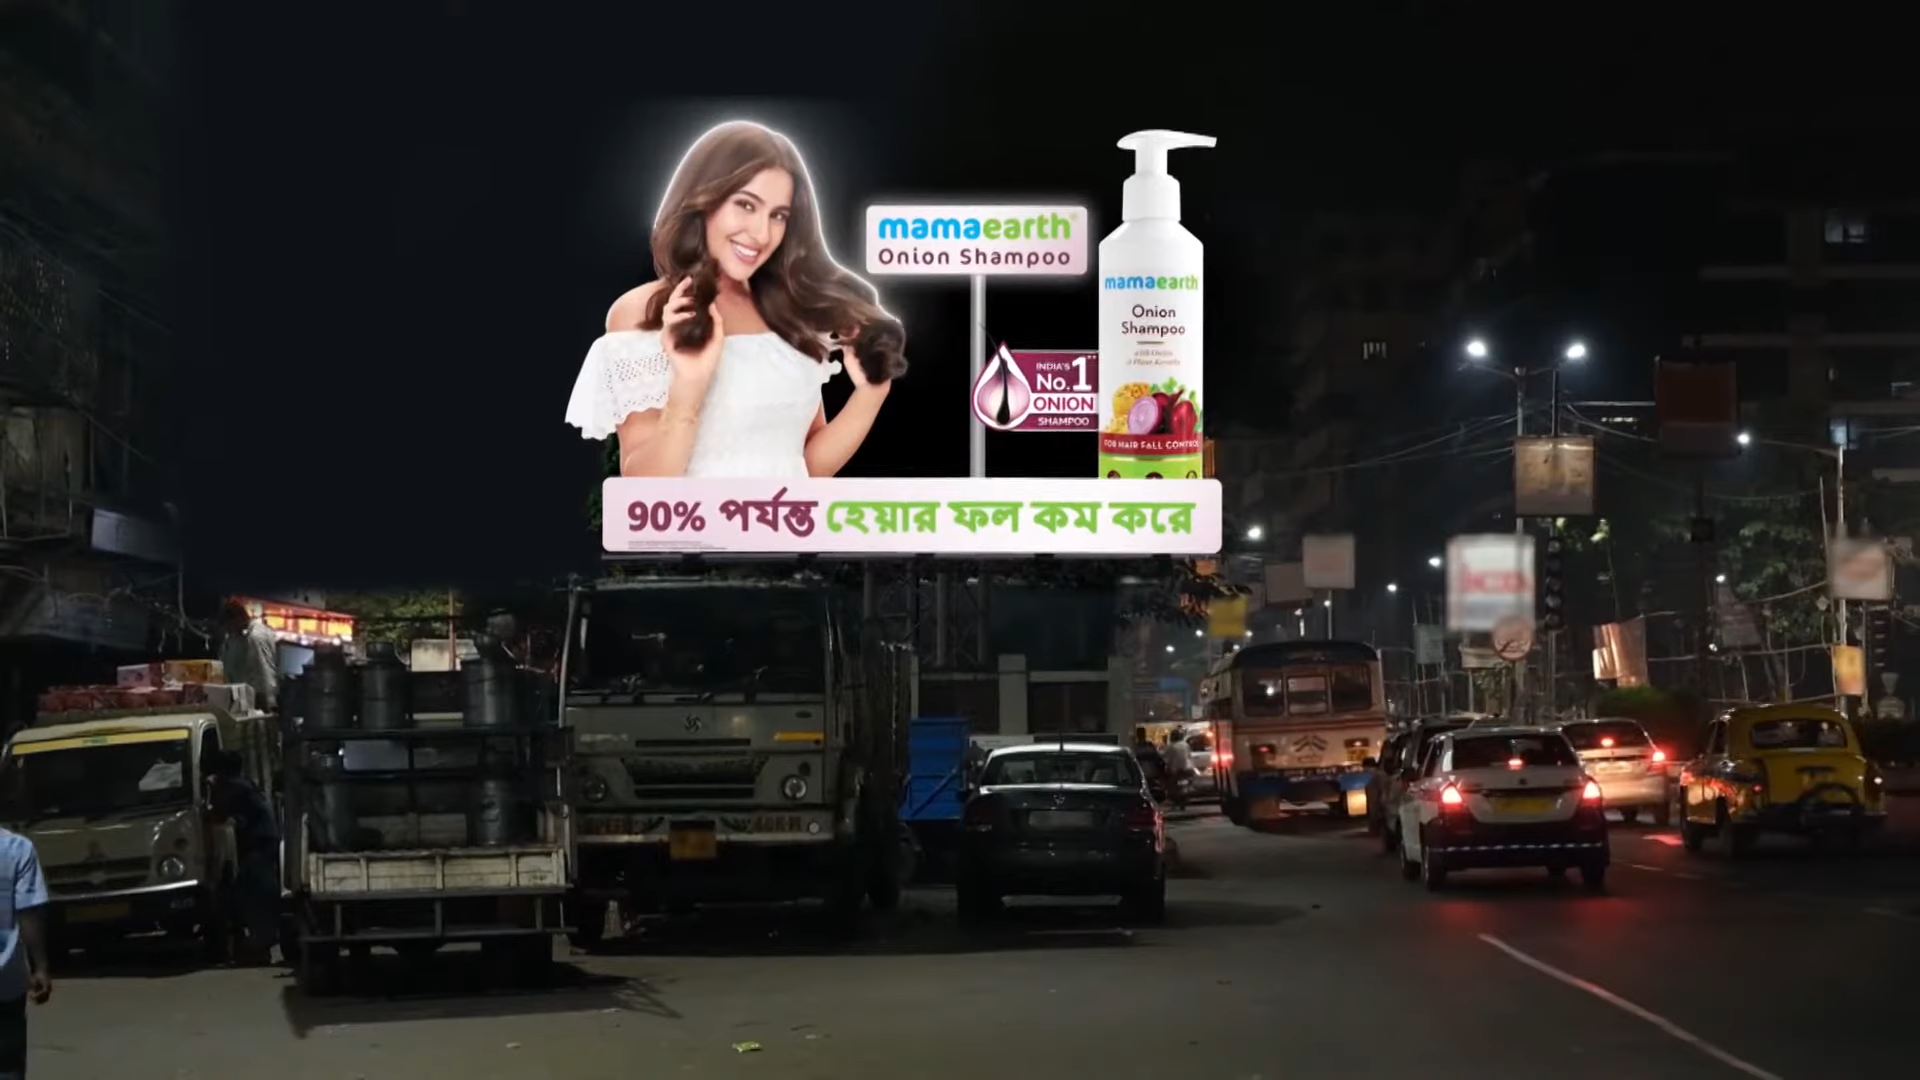 mamaearth
Onion Shampoo
mamaearth
Onion
Shampoo
INDIA'S
No.1**
ONION
SHAMPOO
FOR HAIR FALL CONTROL
90% পর্যন্ত হেয়ার ফল কম করে